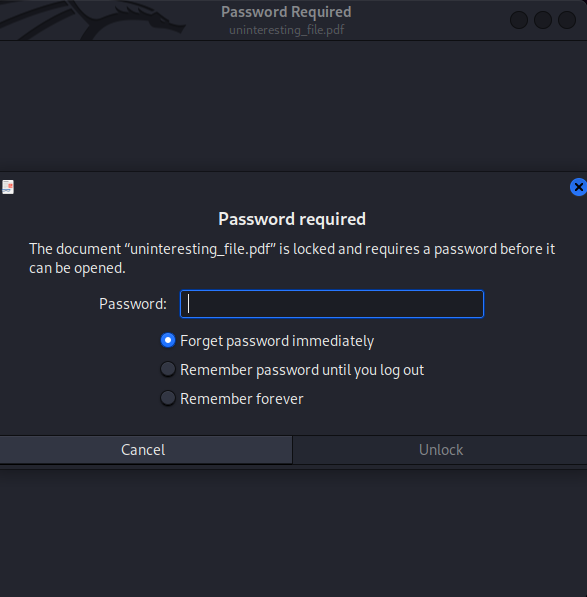 Password Required
uninteresting_file.pdf
Password required
The document “uninteresting_file.pdf” is locked and requires a password before it
can be opened.
Password:
Forget password immediately
Remember password until you log out
Remember forever
Cancel
Unlock